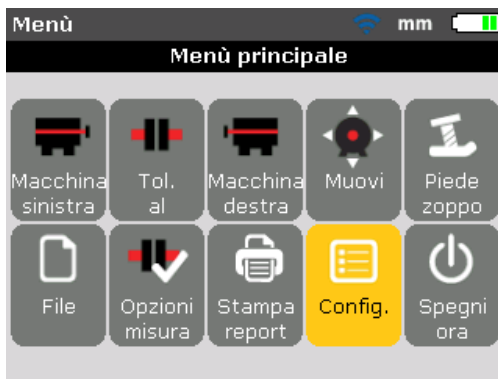 Menù mm
Menù principale
Macchina sinistra
Tol. al
Macchina destra
Muovi
Piede zoppo
File
Opzioni misura
Stampa report
Config.
Spegni ora